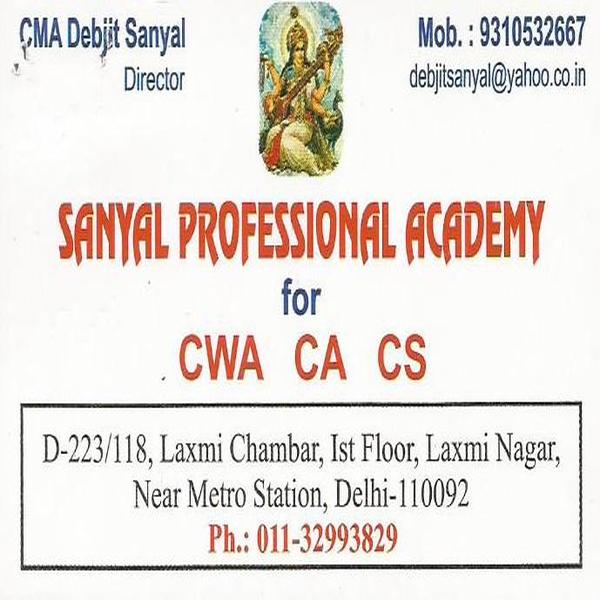 CMA Debjit Sanyal
Director
Mob. : 9310532667
debjitsanyal@yahoo.co.in
SANYAL PROFESSIONAL ACADEMY
for
CWA CA CS
D-223/118, Laxmi Chambar, Ist Floor, Laxmi Nagar,
Near Metro Station, Delhi-110092
Ph.: 011-32993829